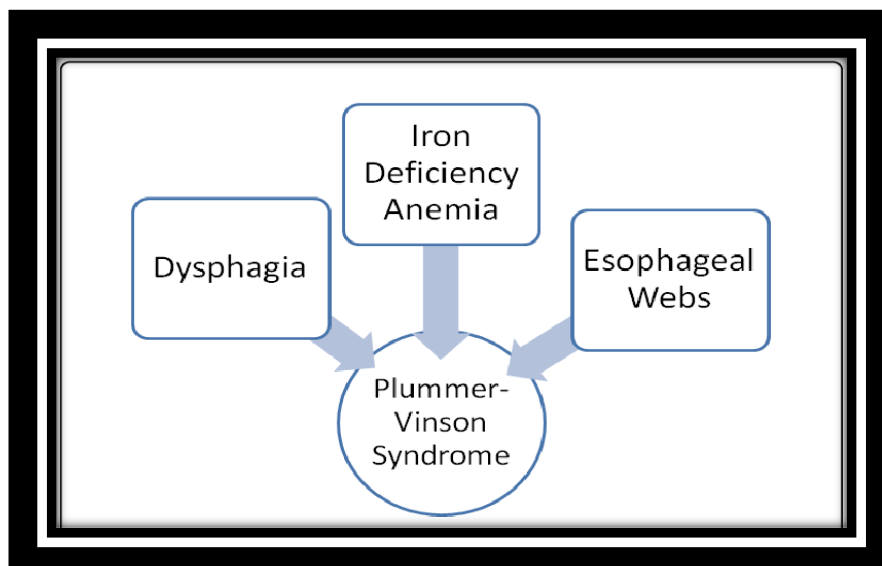 Iron
Deficiency
Anemia
Dysphagia
Esophageal
Webs
Plummer-
Vinson
Syndrome